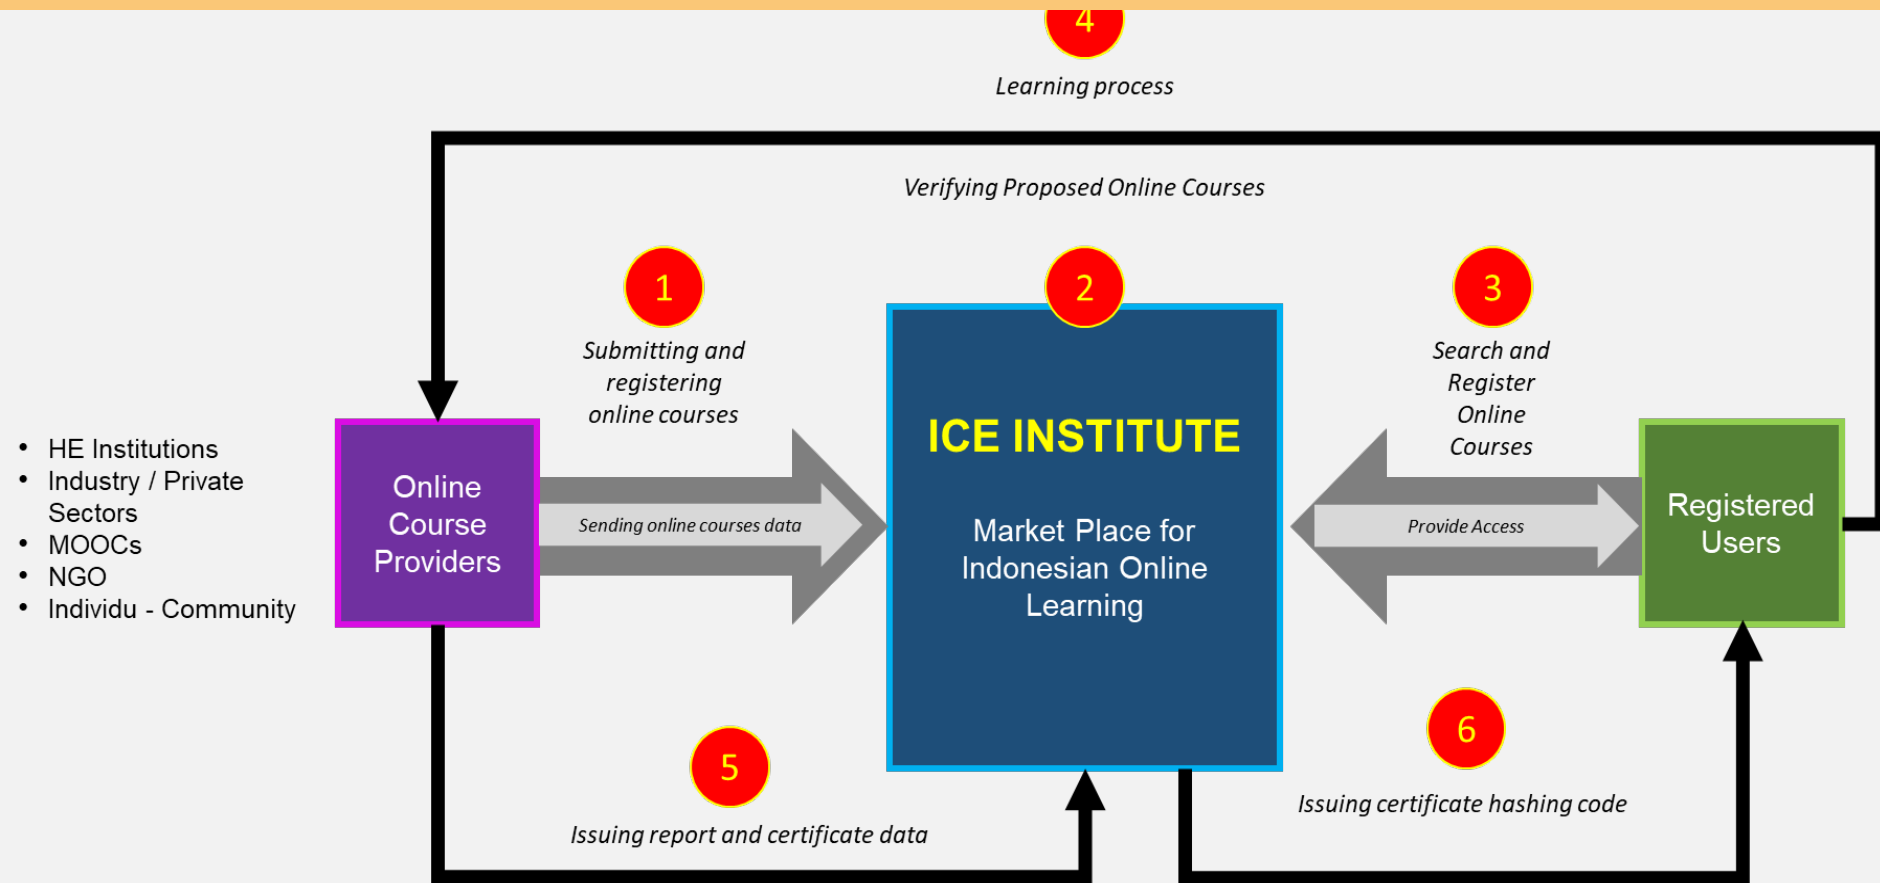 4
Learning process
Verifying Proposed Online Courses
1
Submitting and
registering
online courses
2
3
Search and
Register
Online
Courses
• HE Institutions
• Industry / Private
Sectors
• MOOCs
• NGO
• Individu - Community
Online
Course
Providers
Sending online courses data
ICE INSTITUTE
Market Place for
Indonesian Online
Learning
Provide Access
Registered
Users
5
Issuing report and certificate data
6
Issuing certificate hashing code